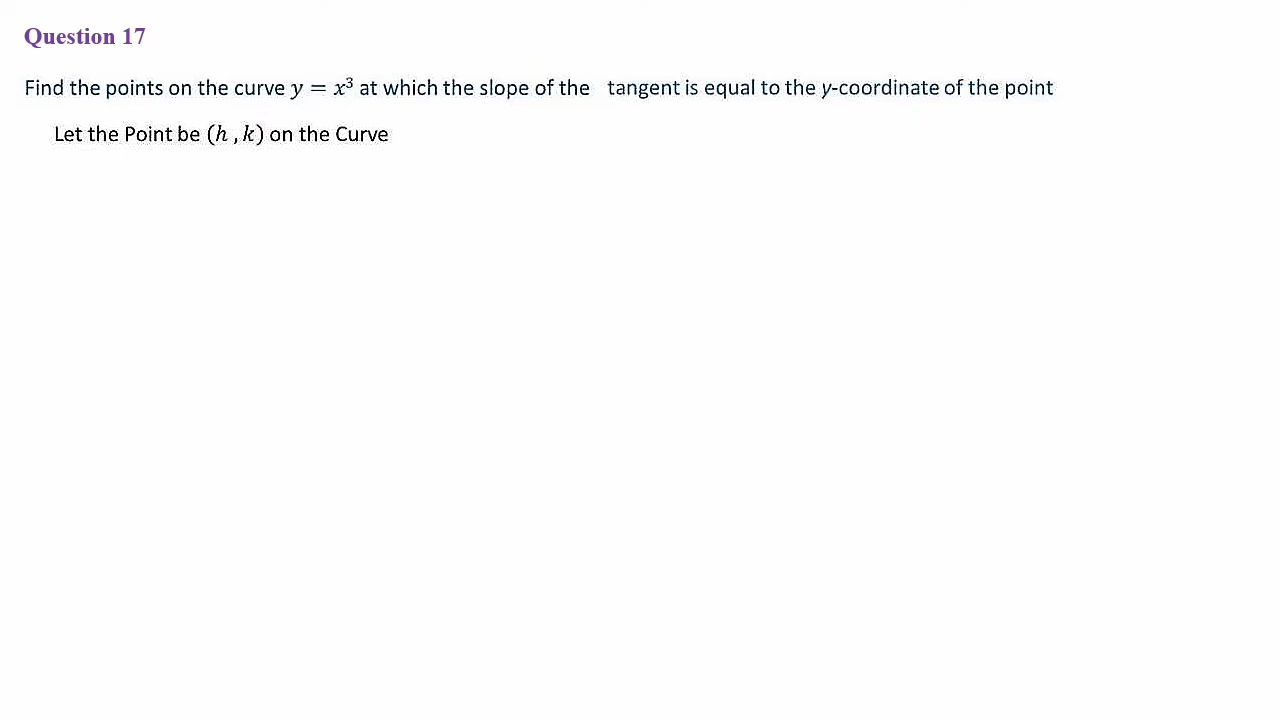 Question 17
Find the points on the curve y = x³ at which the slope of the tangent is equal to the y-coordinate of the point
Let the Point be (h , k) on the Curve